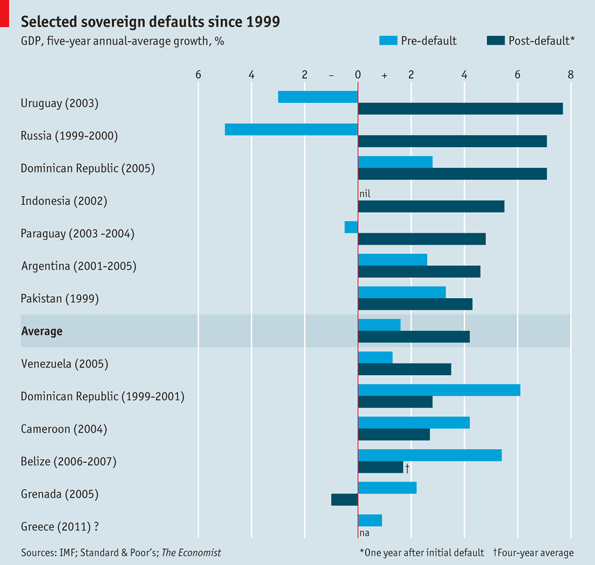 Selected sovereign defaults since 1999
GDP, five-year annual-average growth, %
Pre-default
Post-default*
6 4 2 – 0 + 2 4 6 8
Uruguay (2003)
Russia (1999-2000)
Dominican Republic (2005)
nil
Indonesia (2002)
Paraguay (2003 -2004)
Argentina (2001-2005)
Pakistan (1999)
Average
Venezuela (2005)
Dominican Republic (1999-2001)
Cameroon (2004)
Belize (2006-2007)
†
Grenada (2005)
Greece (2011) ?
na
Sources: IMF; Standard & Poor's; The Economist
*One year after initial default †Four-year average